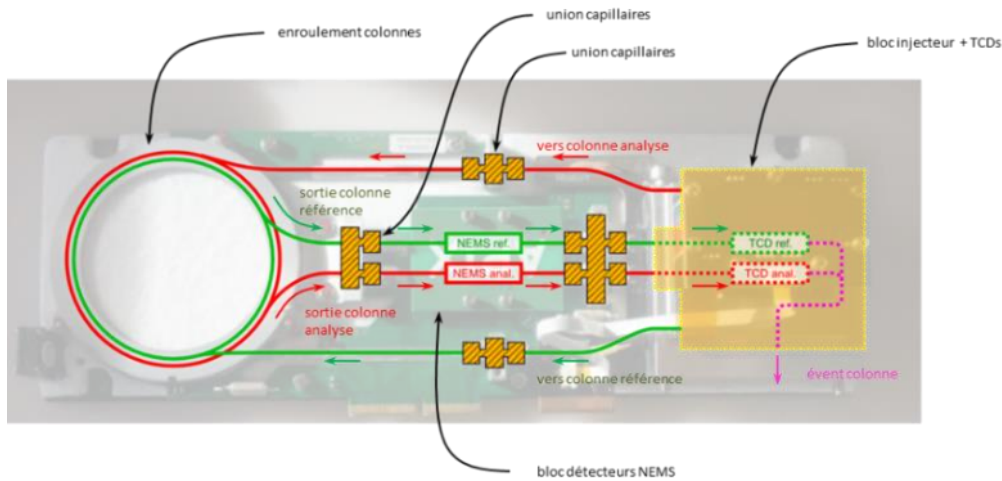 union capillaires
enroulement colonnes
union capillaires
bloc injecteur + TCDs
vers colonne analyse
sortie colonne
référence
NEMS ref.
TCD ref.
NEMS anal.
TCD anal.
sortie colonne
analyse
vers colonne référence
évent colonne
bloc détecteurs NEMS